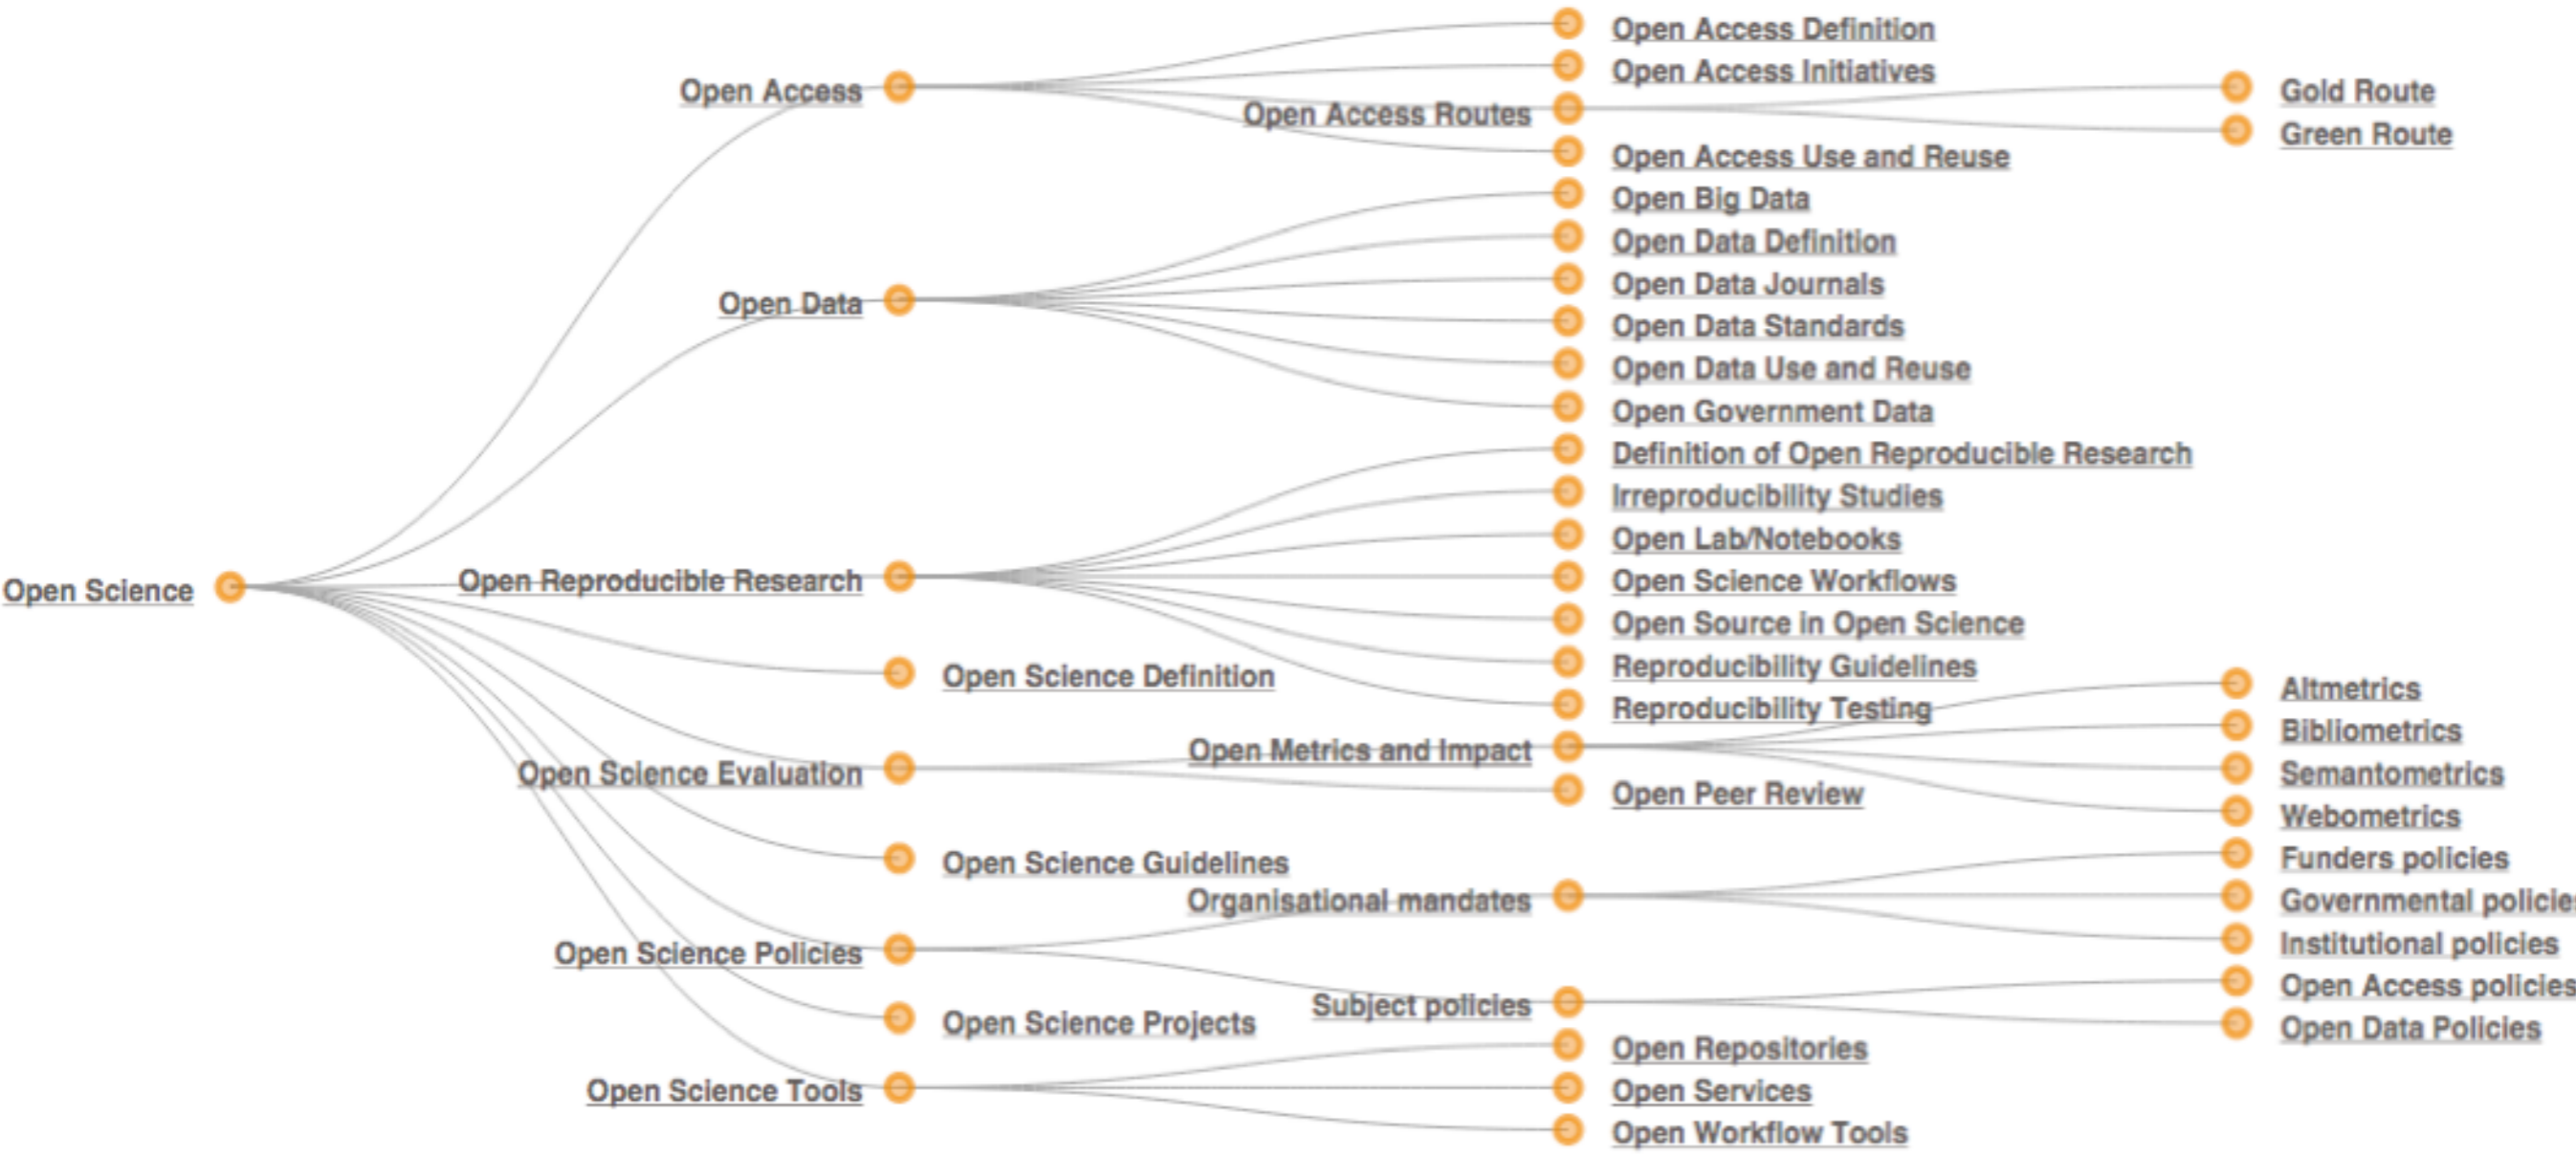 Open Science
Open Access
Open Access Definition
Open Access Initiatives
Open Access Routes
Gold Route
Green Route
Open Access Use and Reuse
Open Data
Open Big Data
Open Data Definition
Open Data Journals
Open Data Standards
Open Data Use and Reuse
Open Government Data
Open Reproducible Research
Definition of Open Reproducible Research
Irreproducibility Studies
Open Lab/Notebooks
Open Science Workflows
Open Source in Open Science
Reproducibility Guidelines
Reproducibility Testing
Open Science Definition
Open Science Evaluation
Open Metrics and Impact
Altmetrics
Bibliometrics
Semantometrics
Webometrics
Open Peer Review
Open Science Guidelines
Open Science Policies
Organisational mandates
Funders policies
Governmental policies
Institutional policies
Subject policies
Open Access policies
Open Data Policies
Open Science Projects
Open Science Tools
Open Repositories
Open Services
Open Workflow Tools